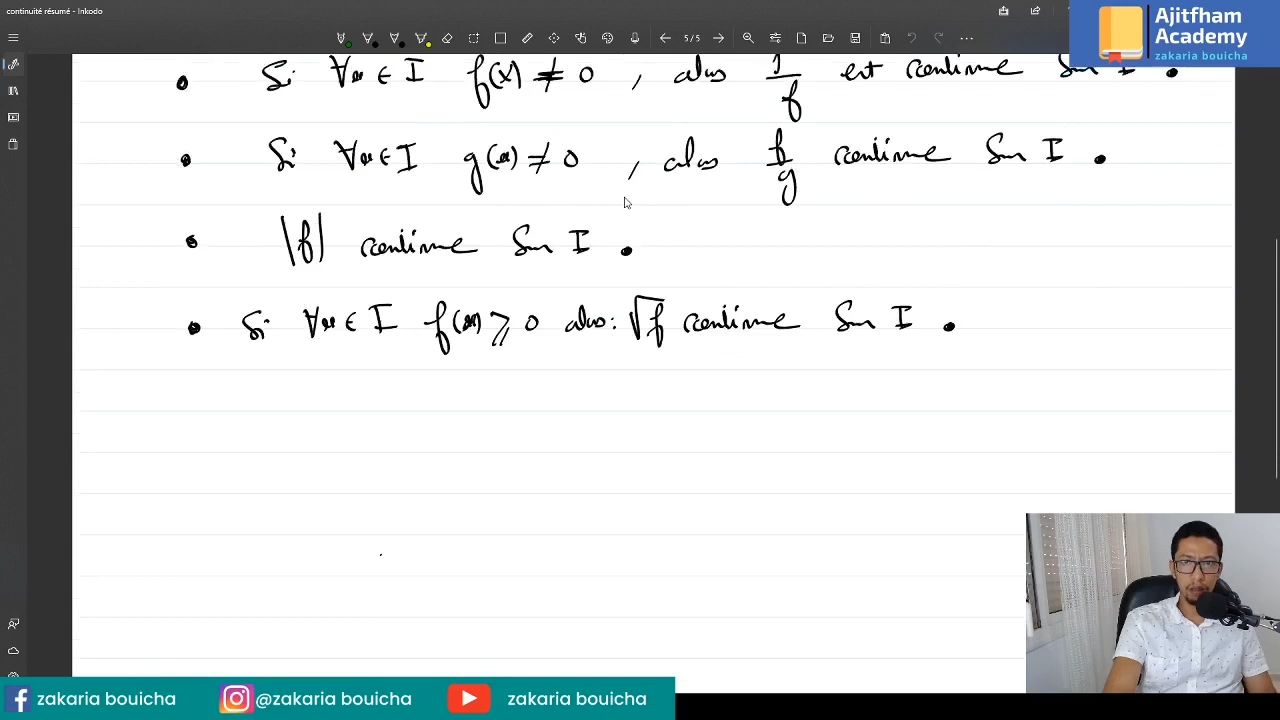 continuité résumé - Inkodo
Ajitfham
Academy
zakaria bouicha
5/5
• Si ∀x ∈ I f(x) ≠ 0 , alors 1/f est continue sur I .
• Si ∀x ∈ I g(x) ≠ 0 , alors f/g continue sur I .
• |f| continue sur I .
• Si ∀x ∈ I f(x) ⩾ 0 alors : √f continue sur I .
zakaria bouicha @zakaria bouicha zakaria bouicha